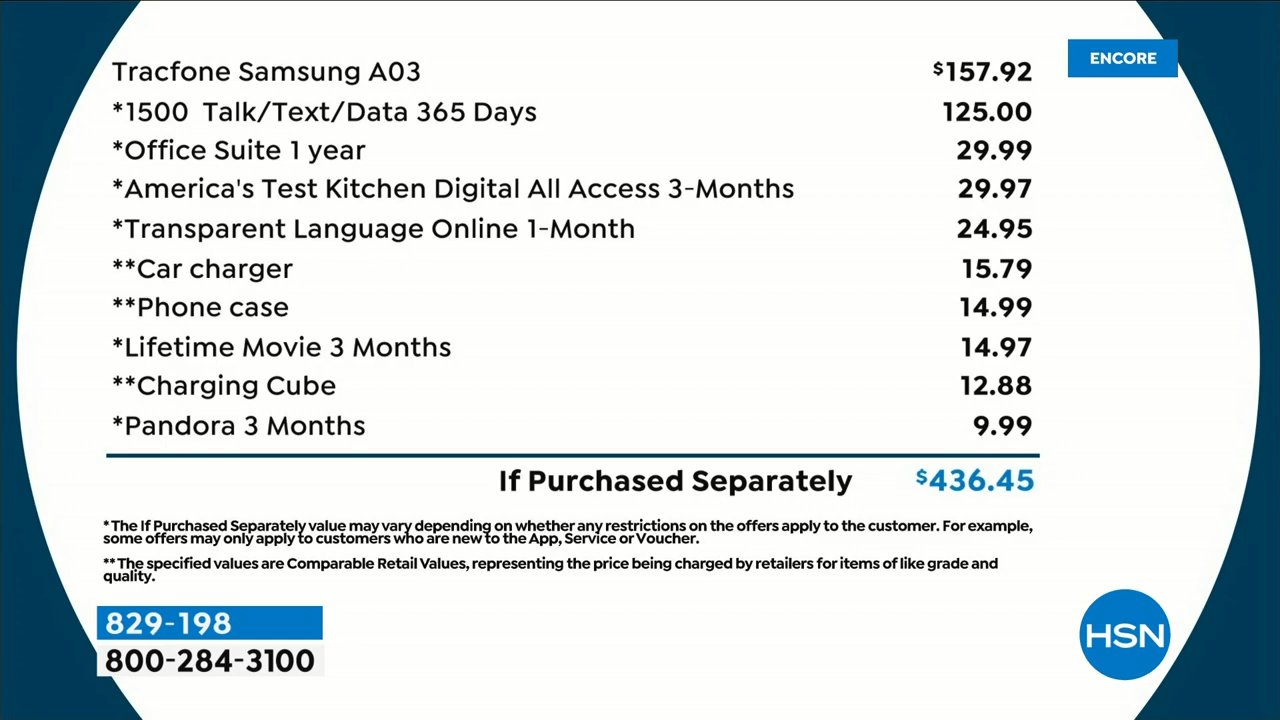 ENCORE
Tracfone Samsung A03 $157.92
*1500 Talk/Text/Data 365 Days 125.00
*Office Suite 1 year 29.99
*America's Test Kitchen Digital All Access 3-Months 29.97
*Transparent Language Online 1-Month 24.95
**Car charger 15.79
**Phone case 14.99
*Lifetime Movie 3 Months 14.97
**Charging Cube 12.88
*Pandora 3 Months 9.99
If Purchased Separately $436.45
* The If Purchased Separately value may vary depending on whether any restrictions on the offers apply to the customer. For example,
some offers may only apply to customers who are new to the App, Service or Voucher.
** The specified values are Comparable Retail Values, representing the price being charged by retailers for items of like grade and
quality.
829-198
800-284-3100
HSN